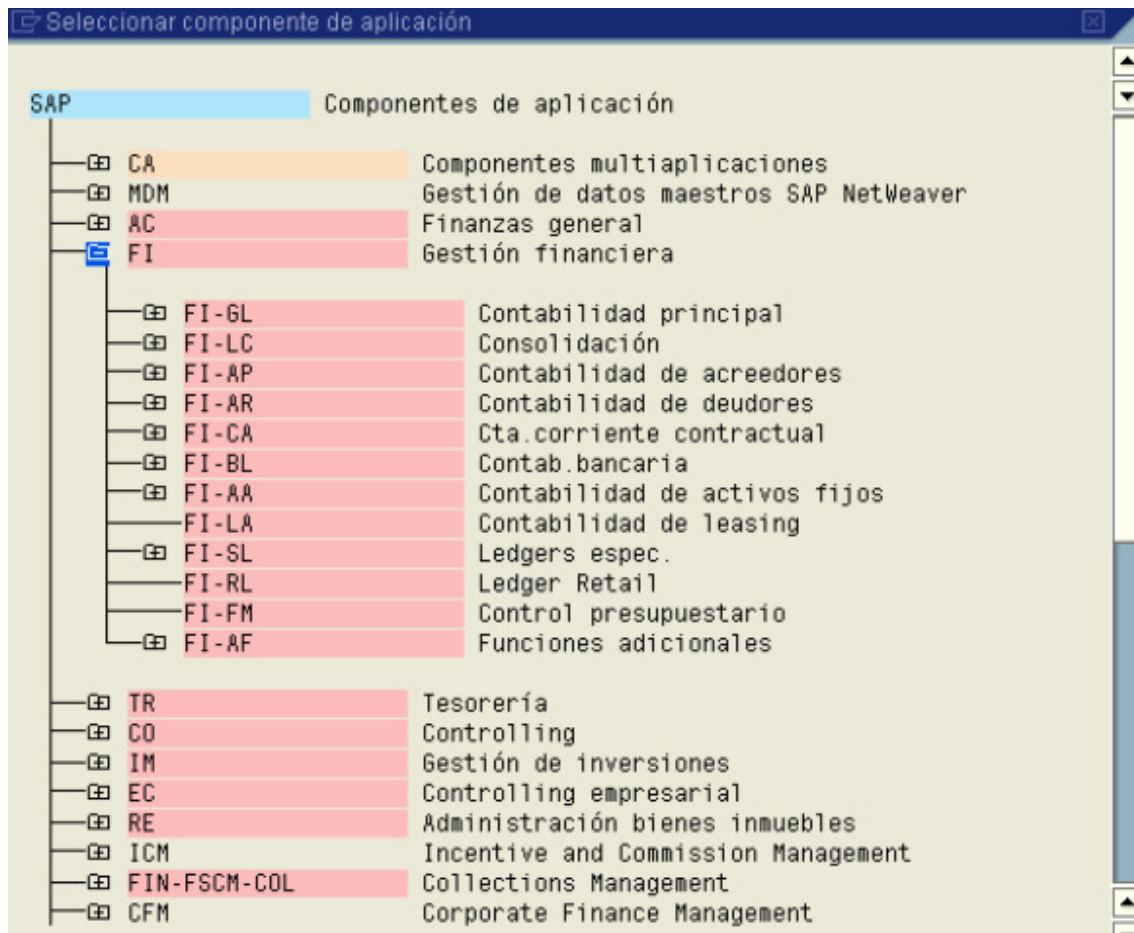 Seleccionar componente de aplicación
SAP Componentes de aplicación
CA Componentes multiaplicaciones
MDM Gestión de datos maestros SAP NetWeaver
AC Finanzas general
FI Gestión financiera
FI-GL Contabilidad principal
FI-LC Consolidación
FI-AP Contabilidad de acreedores
FI-AR Contabilidad de deudores
FI-CA Cta.corriente contractual
FI-BL Contab.bancaria
FI-AA Contabilidad de activos fijos
FI-LA Contabilidad de leasing
FI-SL Ledgers espec.
FI-RL Ledger Retail
FI-FM Control presupuestario
FI-AF Funciones adicionales
TR Tesorería
CO Controlling
IM Gestión de inversiones
EC Controlling empresarial
RE Administración bienes inmuebles
ICM Incentive and Commission Management
FIN-FSCM-COL Collections Management
CFM Corporate Finance Management